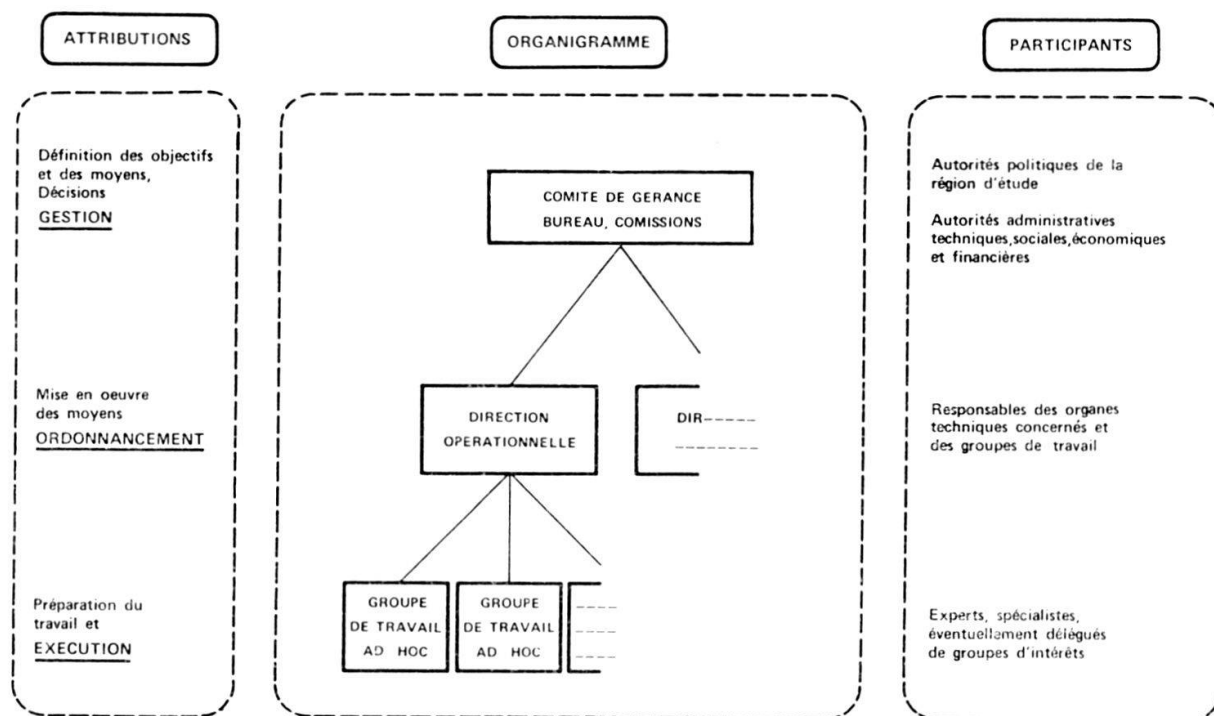 ATTRIBUTIONS
ORGANIGRAMME
PARTICIPANTS
Définition des objectifs
et des moyens,
Décisions
GESTION
COMITE DE GERANCE
BUREAU, COMISSIONS
Autorités politiques de la
région d'étude
Autorités administratives
techniques,sociales,économiques
et financières
Mise en oeuvre
des moyens
ORDONNANCEMENT
DIRECTION
OPERATIONNELLE
DIR-----
Responsables des organes
techniques concernés et
des groupes de travail
Préparation du
travail et
EXECUTION
GROUPE
DE TRAVAIL
AD HOC
GROUPE
DE TRAVAIL
AD HOC
Experts, spécialistes,
éventuellement délégués
de groupes d'intérêts